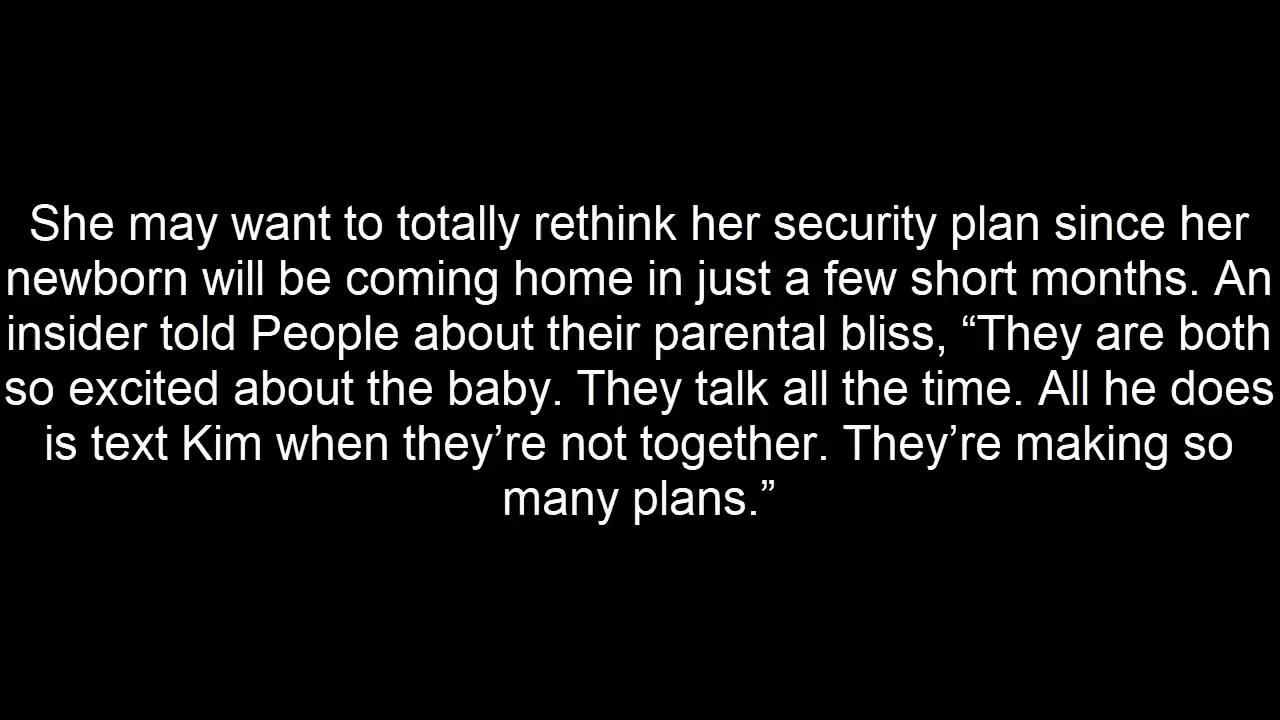 She may want to totally rethink her security plan since her
newborn will be coming home in just a few short months. An
insider told People about their parental bliss, “They are both
so excited about the baby. They talk all the time. All he does
is text Kim when they’re not together. They’re making so
many plans.”